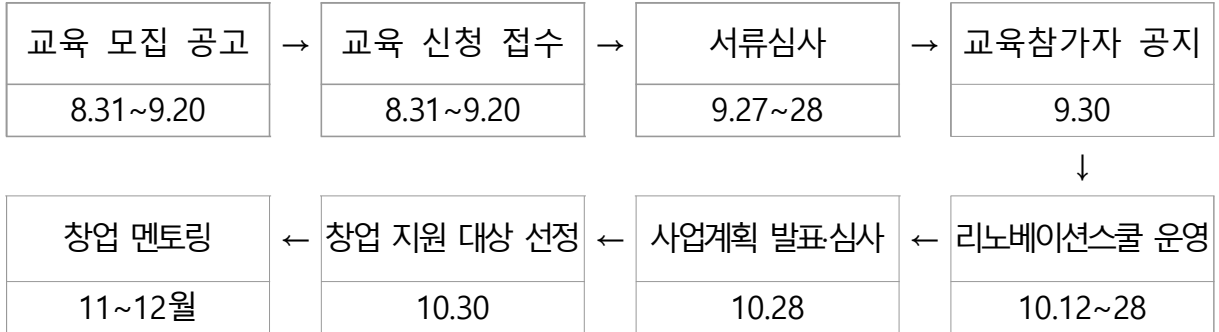 교육 모집 공고 → 교육 신청 접수 → 서류심사 → 교육참가자 공지
8.31~9.20 8.31~9.20 9.27~28 9.30
↓
창업 멘토링 ← 창업 지원 대상 선정 ← 사업계획 발표·심사 ← 리노베이션스쿨 운영
11~12월 10.30 10.28 10.12~28